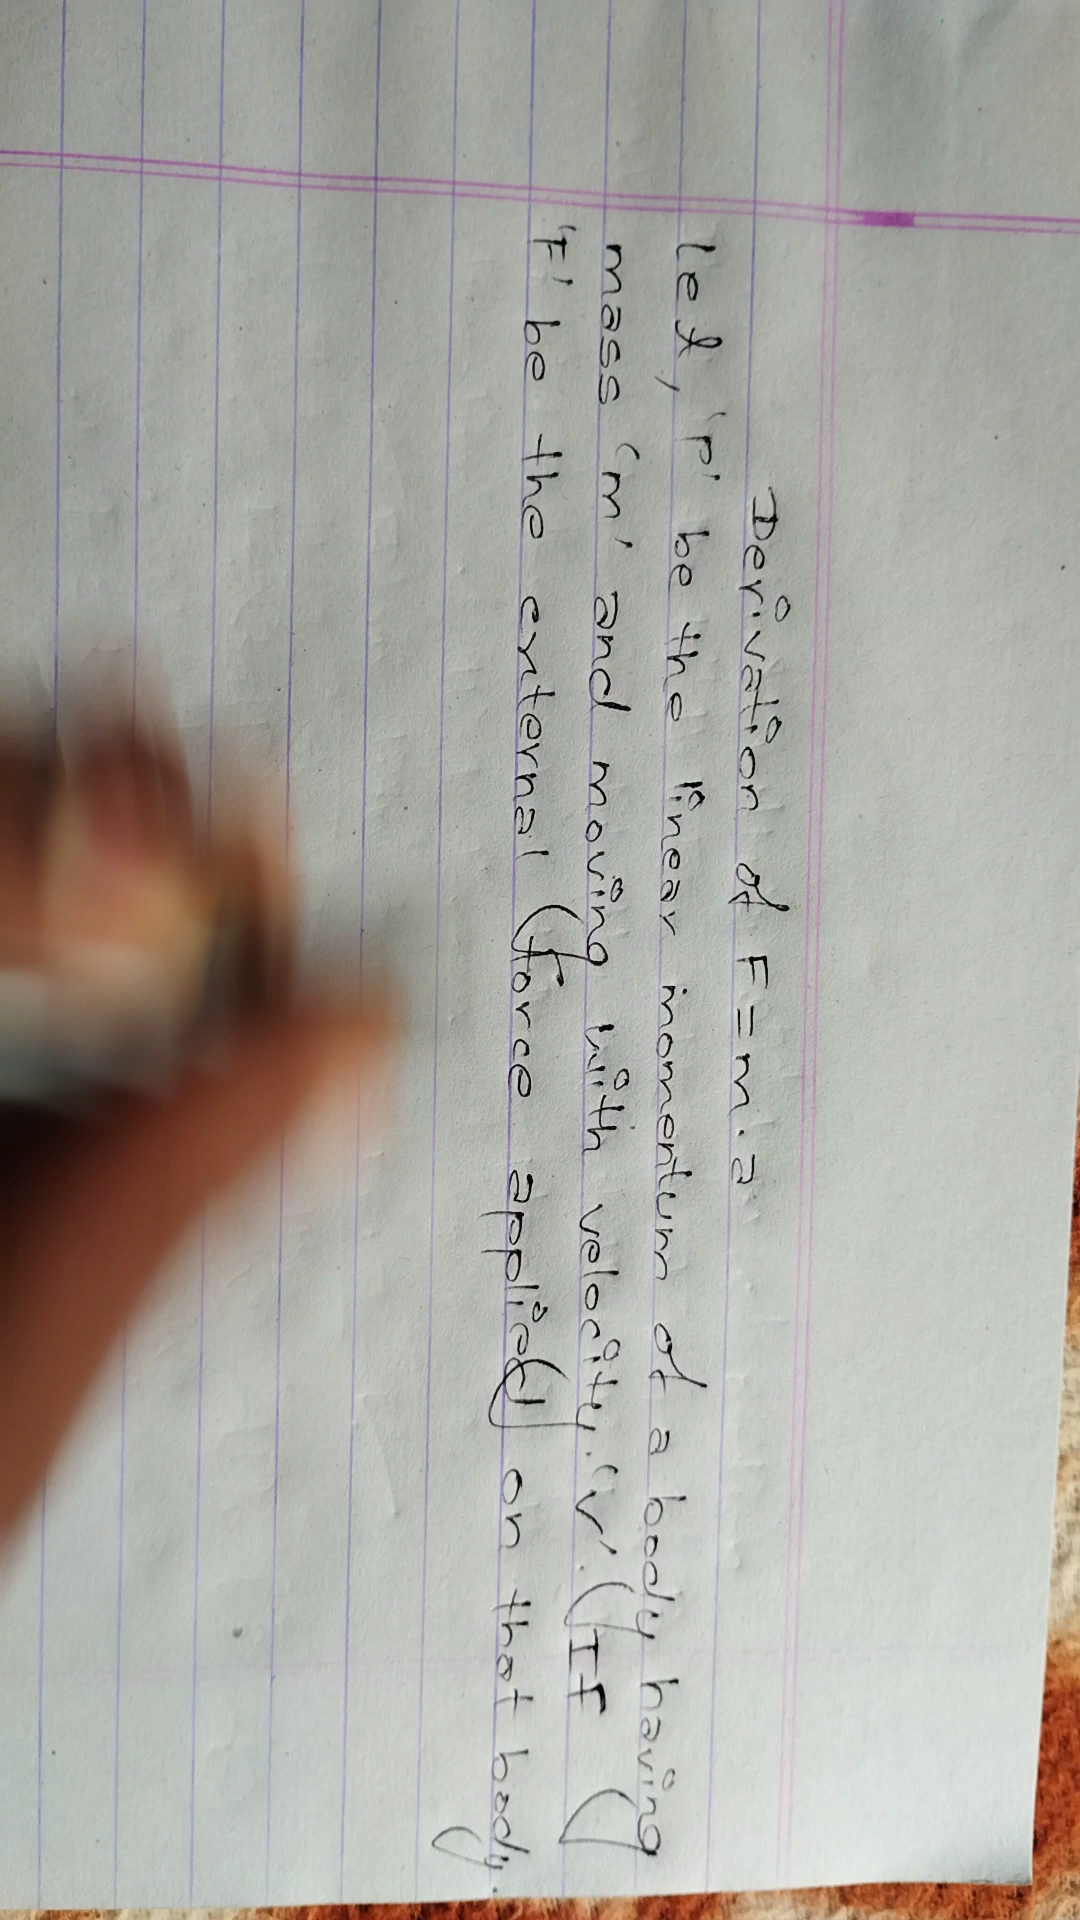 Derivation of F=m.a
let, 'P' be the linear momentum of a body having
mass 'm' and moving with velocity. 'v'. (If
'F' be the external force applied on that body.